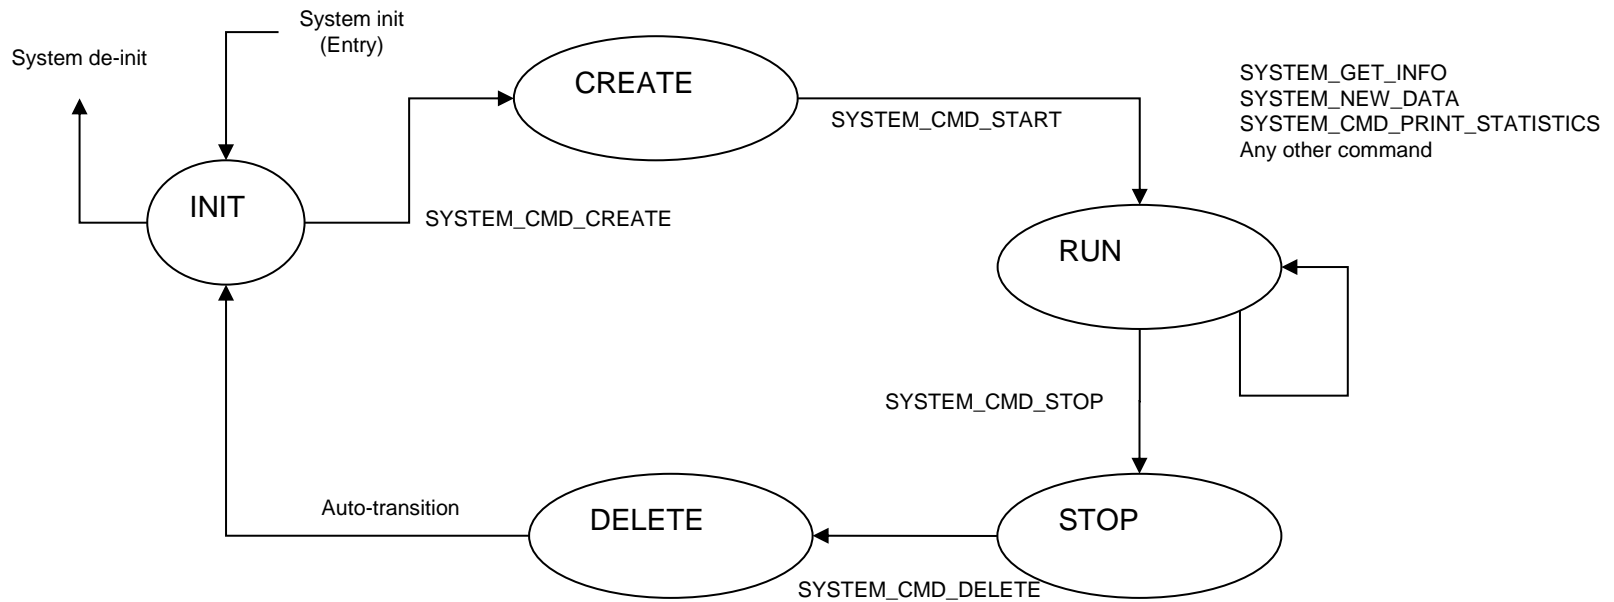 System init
(Entry)
System de-init
CREATE
SYSTEM_GET_INFO
SYSTEM_NEW_DATA
SYSTEM_CMD_PRINT_STATISTICS
Any other command
SYSTEM_CMD_START
INIT
SYSTEM_CMD_CREATE
RUN
SYSTEM_CMD_STOP
Auto-transition
DELETE
STOP
SYSTEM_CMD_DELETE